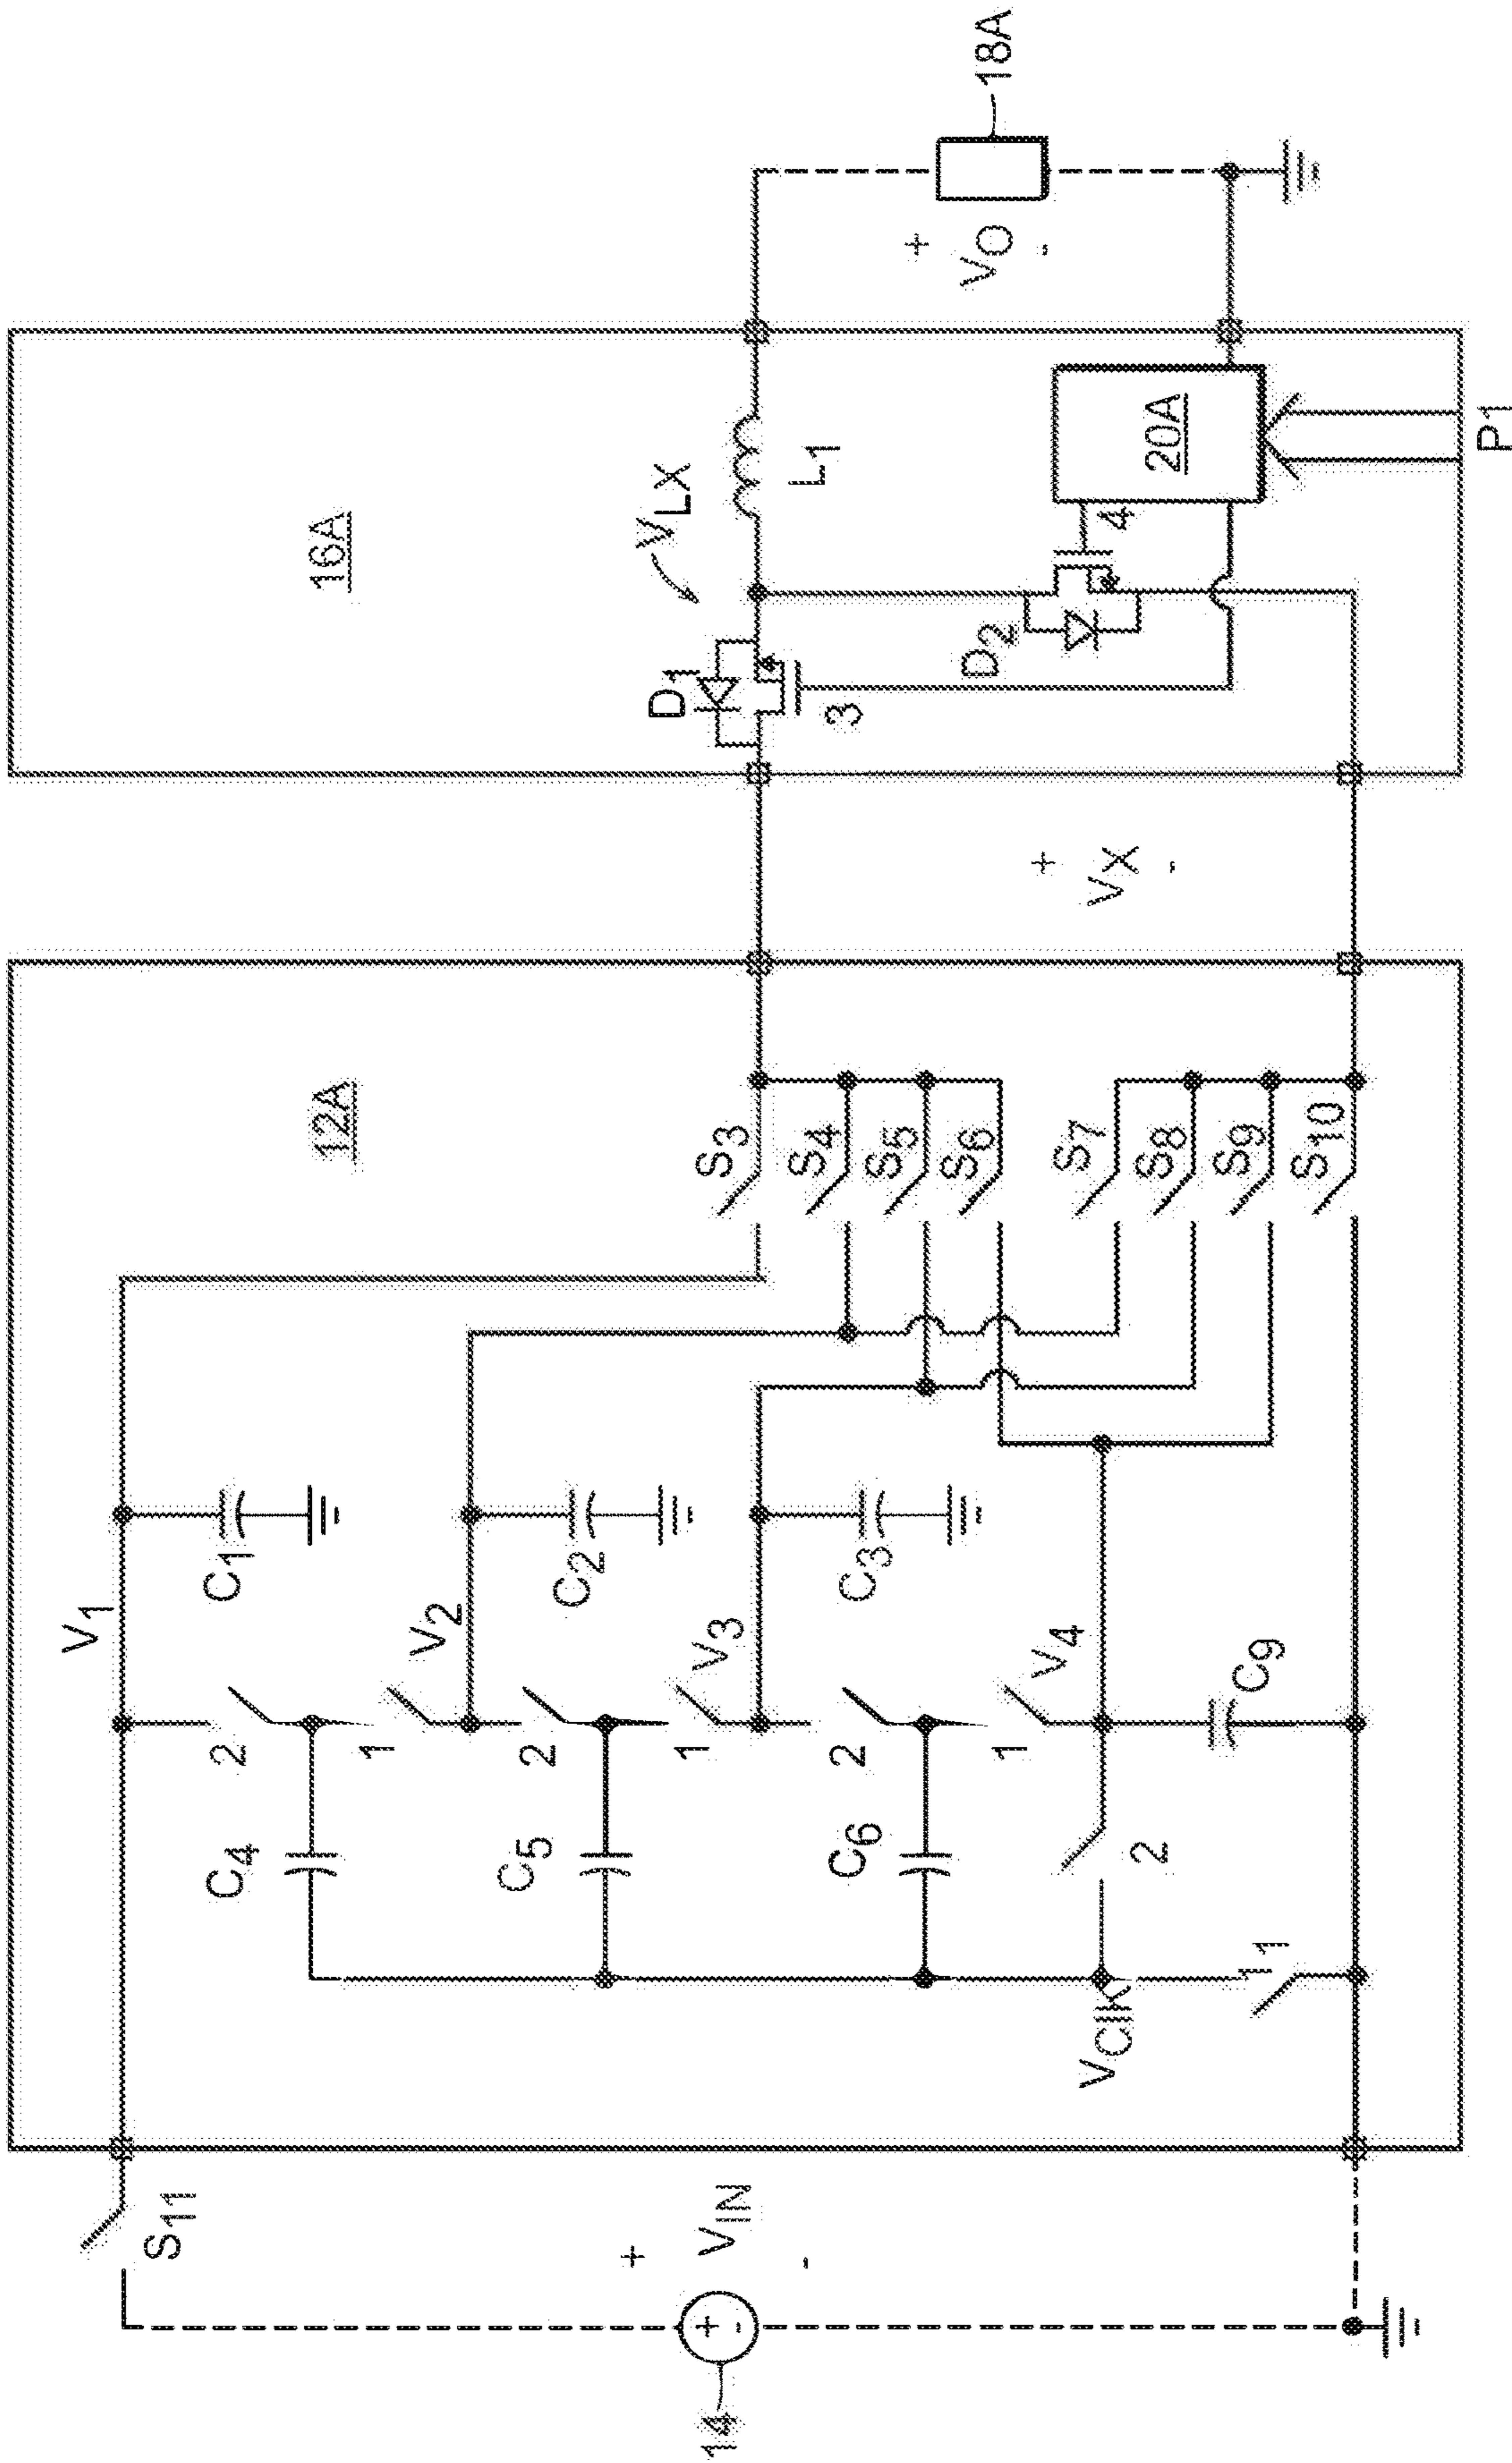 14
+
-
+
VIN
-
S11
12A
V1
C1
2
C4
1
V2
C2
2
C5
1
V3
C3
2
C6
1
V4
C9
2
VClK
1
S3
S4
S5
S6
S7
S8
S9
S10
+
VX
-
16A
D1
3
VLX
L1
D2
4
20A
P1
+
VO
-
18A